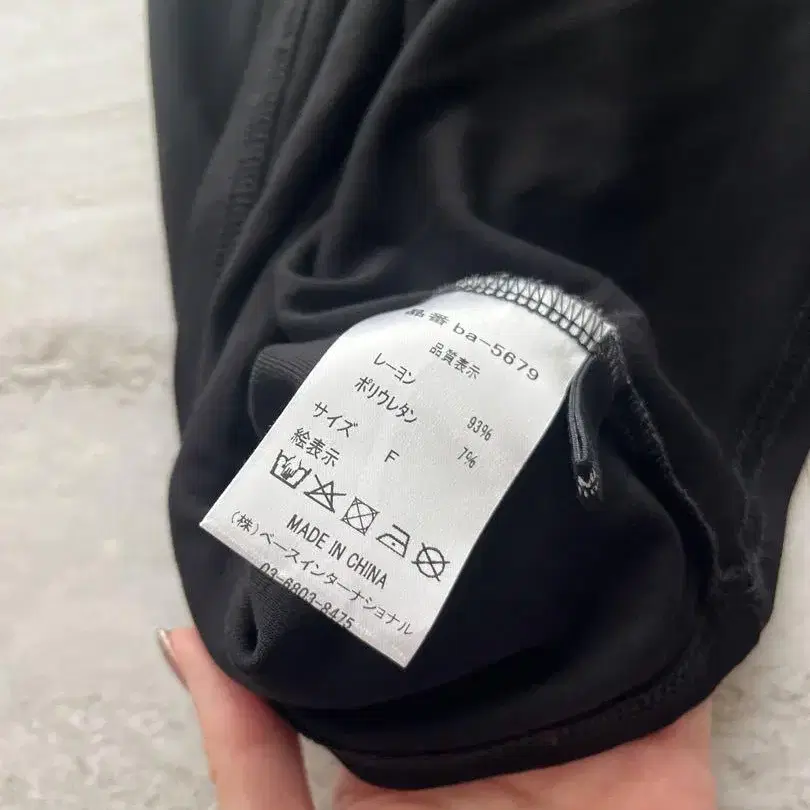 品番 ba-5679
品質表示
レーヨン 93%
ポリウレタン 7%
サイズ F
絵表示
MADE IN CHINA
(株)ベースインターナショナル
03-6803-8475